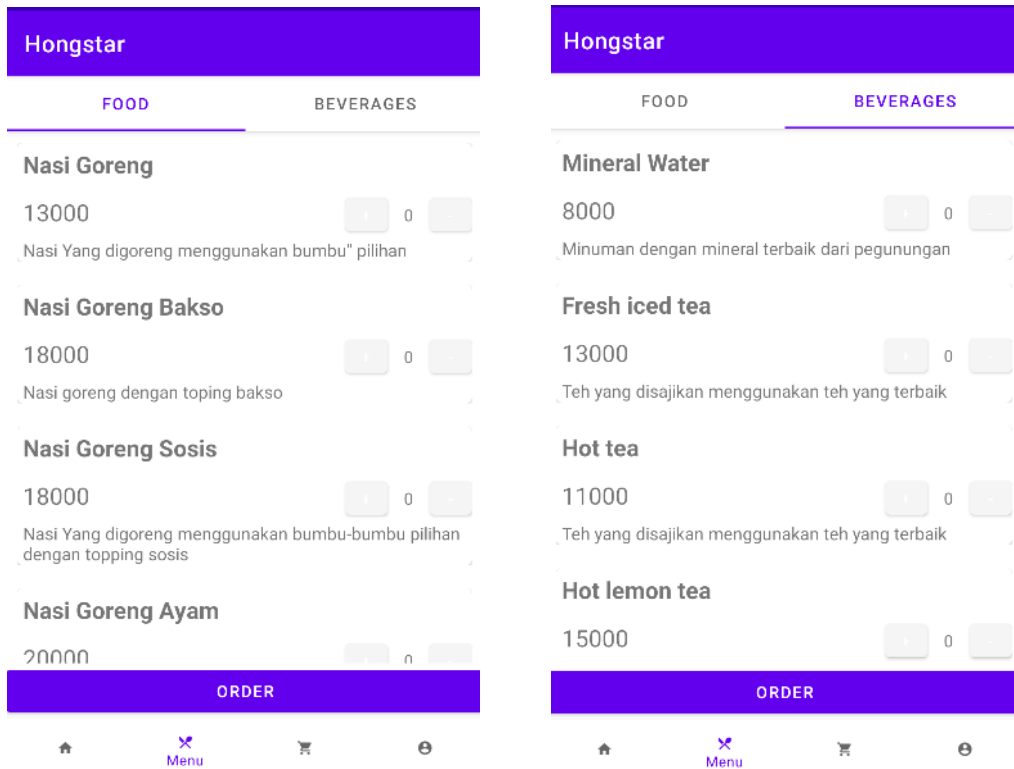 Hongstar
FOOD BEVERAGES
Nasi Goreng
13000 + 0 -
Nasi Yang digoreng menggunakan bumbu" pilihan
Nasi Goreng Bakso
18000 + 0 -
Nasi goreng dengan toping bakso
Nasi Goreng Sosis
18000 + 0 -
Nasi Yang digoreng menggunakan bumbu-bumbu pilihan
dengan topping sosis
Nasi Goreng Ayam
20000 0
ORDER
Menu
Hongstar
FOOD BEVERAGES
Mineral Water
8000 + 0 -
Minuman dengan mineral terbaik dari pegunungan
Fresh iced tea
13000 + 0 -
Teh yang disajikan menggunakan teh yang terbaik
Hot tea
11000 + 0 -
Teh yang disajikan menggunakan teh yang terbaik
Hot lemon tea
15000 + 0 -
ORDER
Menu